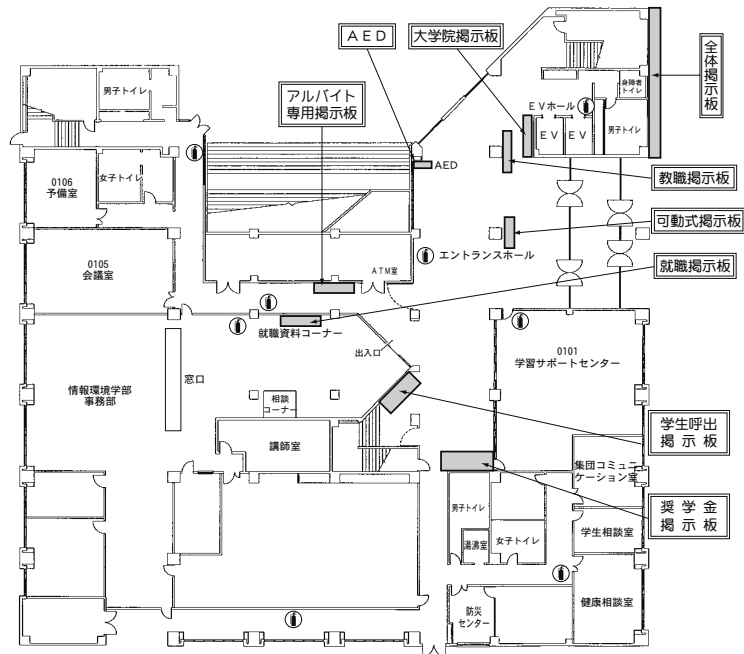 AED
大学院掲示板
全体掲示板
アルバイト
専用掲示板
男子トイレ
身障者
トイレ
EVホール
EV
EV
男子トイレ
AED
教職掲示板
0106
予備室
女子トイレ
可動式掲示板
0105
会議室
エントランスホール
ATM室
就職掲示板
就職資料コーナー
出入口
0101
学習サポートセンター
情報環境学部
事務部
窓口
相談
コーナー
学生呼出
掲示板
講師室
集団コミュニ
ケーション室
奨学金
掲示板
男子トイレ
女子トイレ
湯沸室
学生相談室
防災
センター
健康相談室